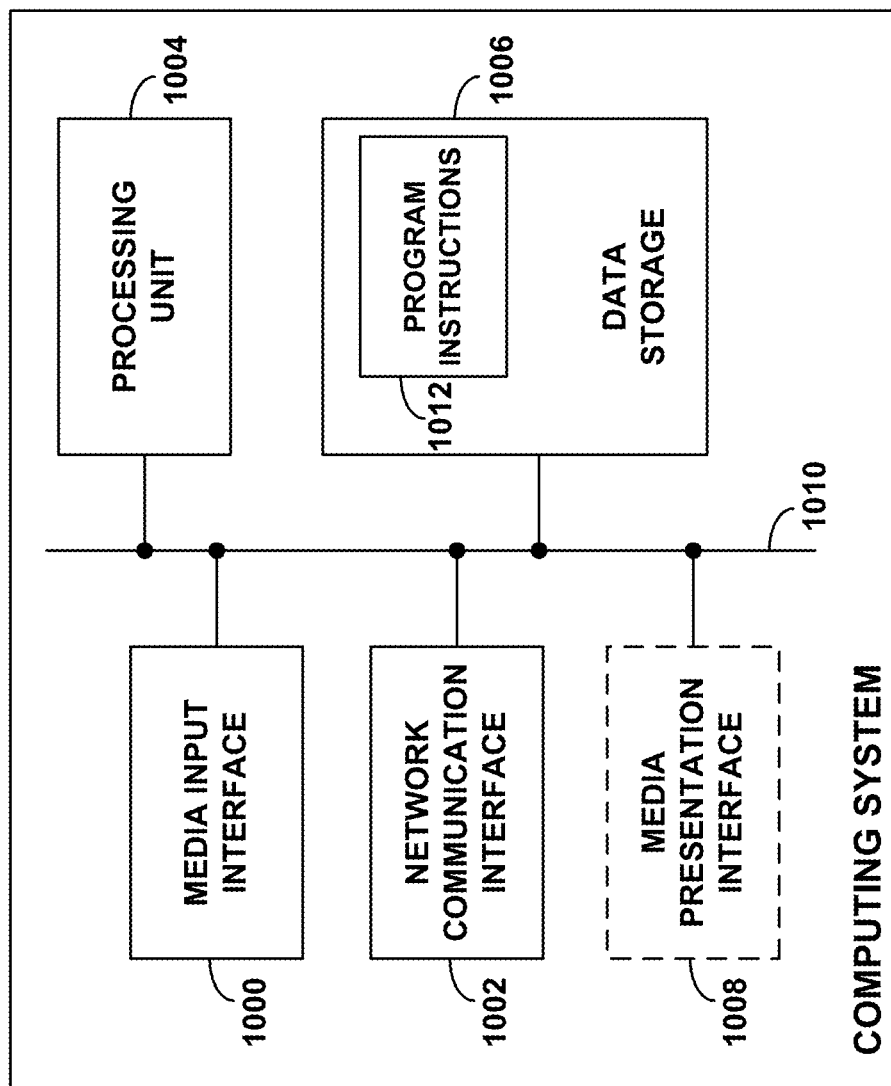 1000
MEDIA INPUT
INTERFACE
1002
NETWORK
COMMUNICATION
INTERFACE
1008
MEDIA
PRESENTATION
INTERFACE
PROCESSING
UNIT
1004
1012
PROGRAM
INSTRUCTIONS
DATA
STORAGE
1006
1010
COMPUTING SYSTEM